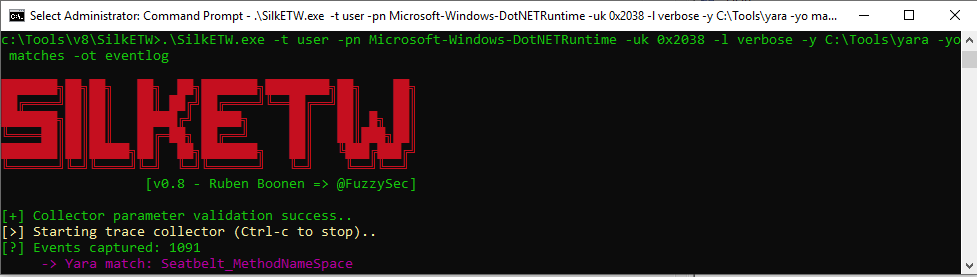 Select Administrator: Command Prompt - .\SilkETW.exe -t user -pn Microsoft-Windows-DotNETRuntime -uk 0x2038 -l verbose -y C:\Tools\yara -yo ma...
c:\Tools\v8\SilkETW>.\SilkETW.exe -t user -pn Microsoft-Windows-DotNETRuntime -uk 0x2038 -l verbose -y C:\Tools\yara -yo
matches -ot eventlog
SILKETW
[v0.8 - Ruben Boonen => @FuzzySec]
[+] Collector parameter validation success..
[>] Starting trace collector (Ctrl-c to stop)..
[?] Events captured: 1091
-> Yara match: Seatbelt_MethodNameSpace